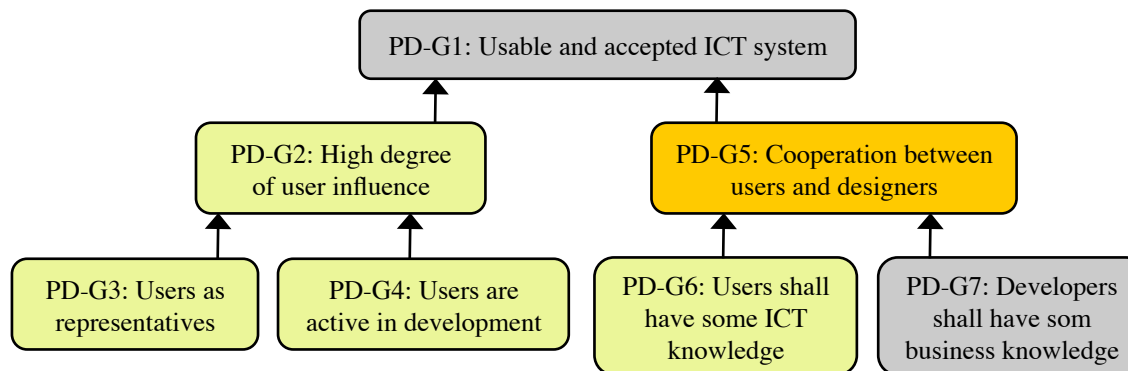 PD-G1: Usable and accepted ICT system
PD-G2: High degree
of user influence
PD-G5: Cooperation between
users and designers
PD-G3: Users as
representatives
PD-G4: Users are
active in development
PD-G6: Users shall
have some ICT
knowledge
PD-G7: Developers
shall have som
business knowledge